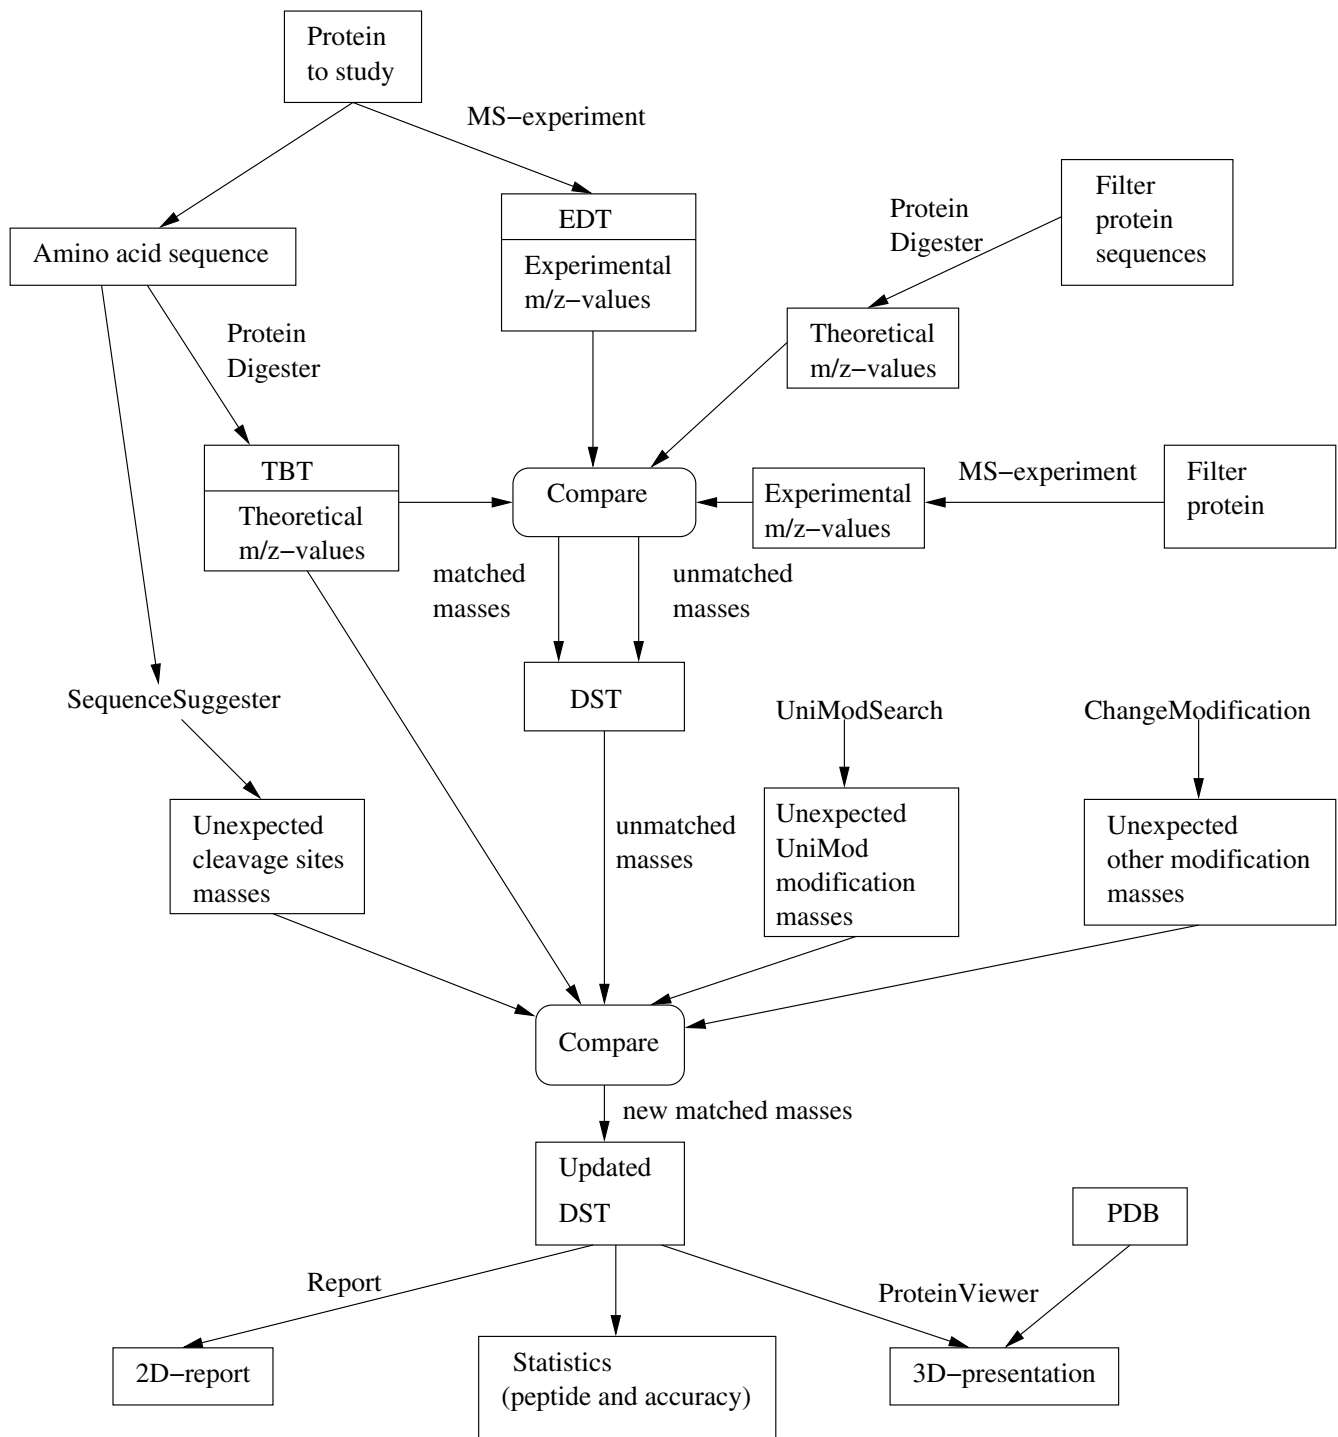 Protein
to study
MS−experiment
Filter
protein
sequences
Protein
Digester
EDT
Experimental
m/z−values
Amino acid sequence
Protein
Digester
Theoretical
m/z−values
TBT
Theoretical
m/z−values
Compare
Experimental
m/z−values
MS−experiment
Filter
protein
matched
masses
unmatched
masses
DST
SequenceSuggester
UniModSearch
ChangeModification
Unexpected
cleavage sites
masses
unmatched
masses
Unexpected
UniMod
modification
masses
Unexpected
other modification
masses
Compare
new matched masses
Updated
DST
PDB
Report
ProteinViewer
2D−report
Statistics
(peptide and accuracy)
3D−presentation